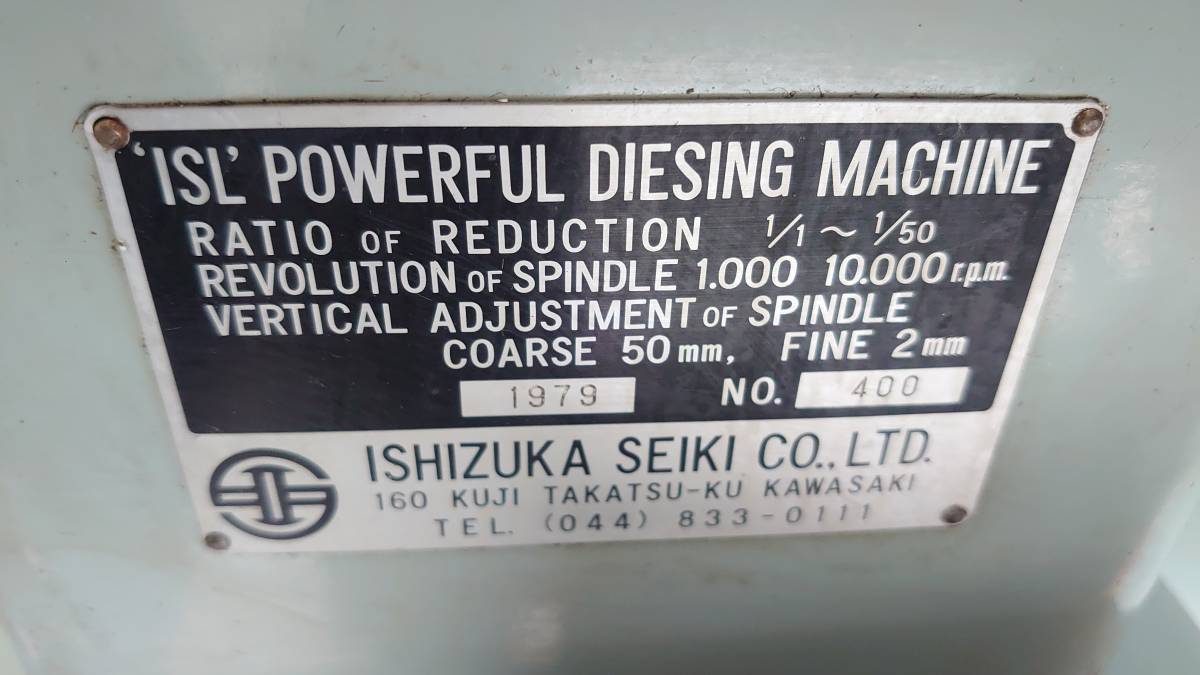 'ISL' POWERFUL DIESING MACHINE
RATIO OF REDUCTION 1/1 ~ 1/50
REVOLUTION OF SPINDLE 1.000 10.000 r.p.m.
VERTICAL ADJUSTMENT OF SPINDLE
COARSE 50 mm, FINE 2 mm
1979 NO. 400
ISHIZUKA SEIKI CO., LTD.
160 KUJI TAKATSU-KU KAWASAKI
TEL. (044) 833-0111